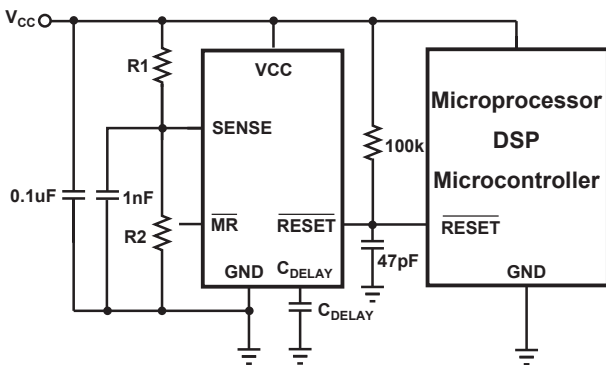 VCC
R1
VCC
SENSE
0.1uF
1nF
R2
MR
RESET
GND
CDELAY
CDELAY
100k
47pF
Microprocessor
DSP
Microcontroller
RESET
GND